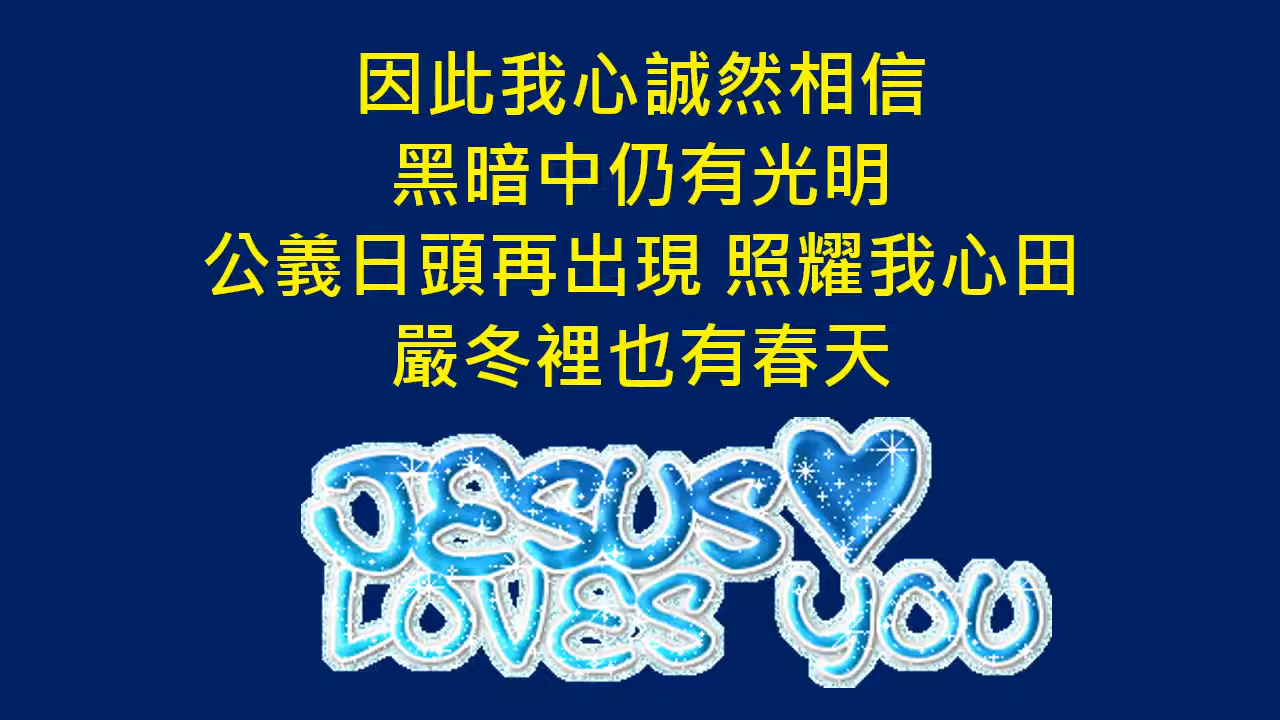 因此我心誠然相信
黑暗中仍有光明
公義日頭再出現 照耀我心田
嚴冬裡也有春天
JESUS
LOVES YOU